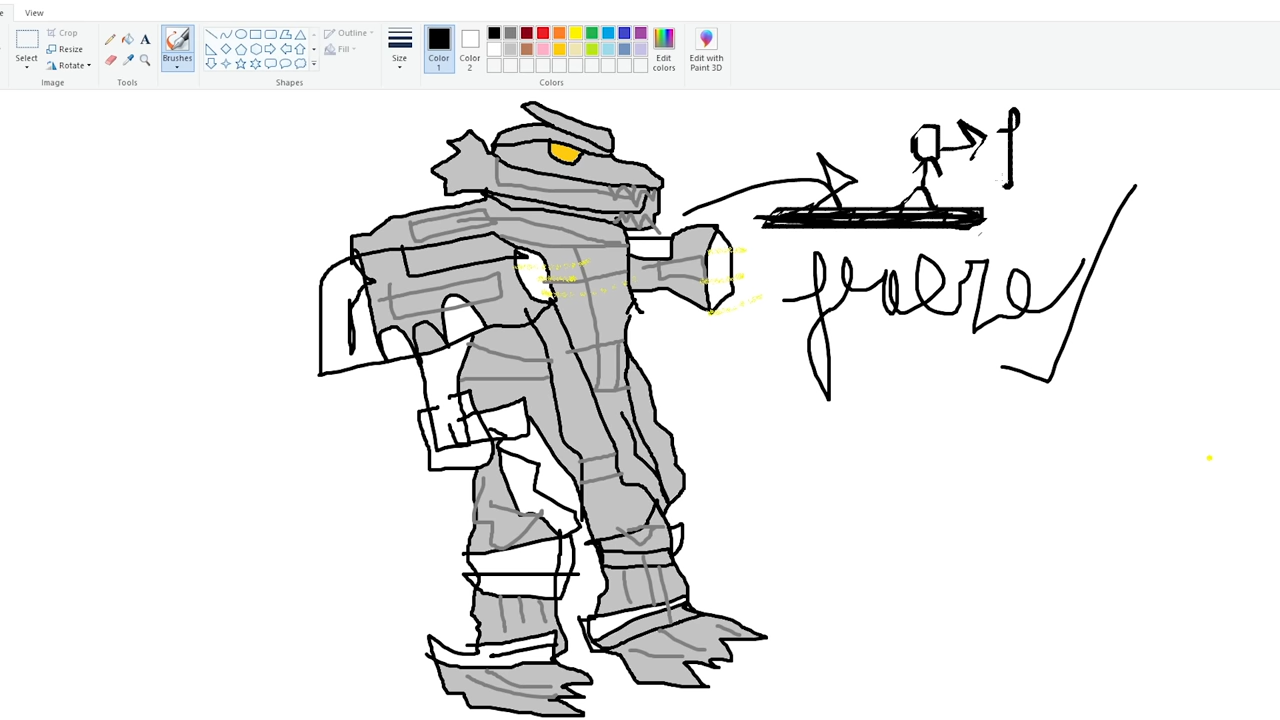 View
Crop
Resize
Rotate
Select
Image
A
Tools
Brushes
Outline
Fill
Shapes
Size
Color 1
Color 2
Edit colors
Colors
Edit with Paint 3D